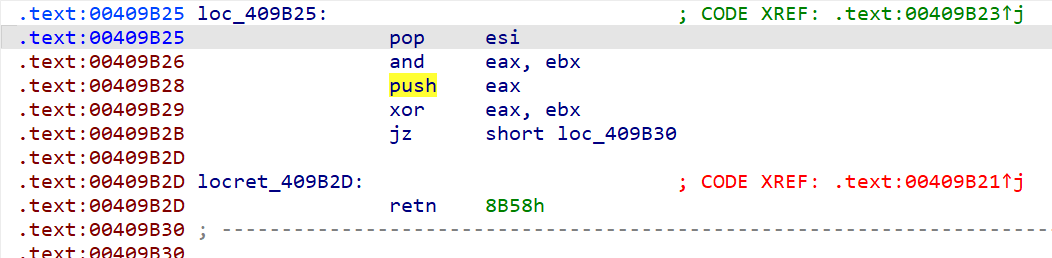 .text:00409B25 loc_409B25: ; CODE XREF: .text:00409B23↑j
.text:00409B25 pop esi
.text:00409B26 and eax, ebx
.text:00409B28 push eax
.text:00409B29 xor eax, ebx
.text:00409B2B jz short loc_409B30
.text:00409B2D
.text:00409B2D locret_409B2D: ; CODE XREF: .text:00409B21↑j
.text:00409B2D retn 8B58h
.text:00409B30 ; ---------------------------------------------------------------------------
.text:00409B30